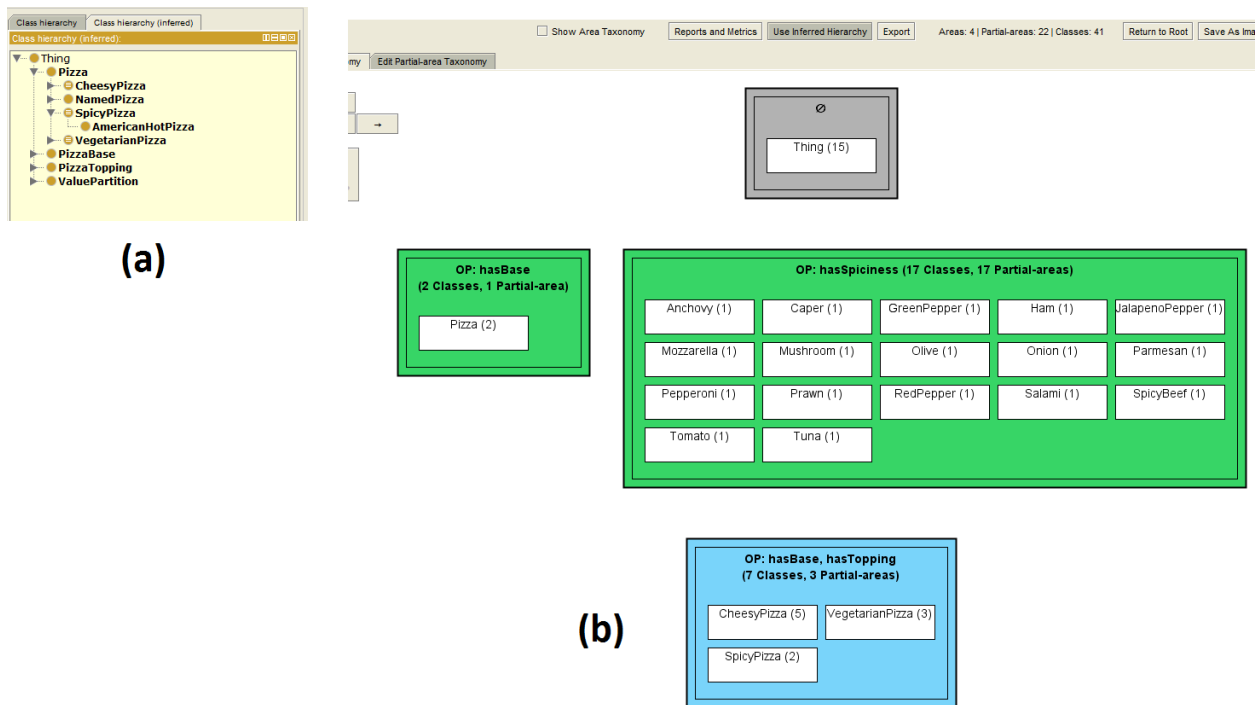 Class hierarchy
Class hierarchy (inferred)
Class hierarchy (inferred):
Thing
Pizza
CheesyPizza
NamedPizza
SpicyPizza
AmericanHotPizza
VegetarianPizza
PizzaBase
PizzaTopping
ValuePartition
(a)
Show Area Taxonomy Reports and Metrics Use Inferred Hierarchy Export Areas: 4 | Partial-areas: 22 | Classes: 41 Return to Root Save As Ima
my Edit Partial-area Taxonomy
→
∅
Thing (15)
OP: hasBase
(2 Classes, 1 Partial-area)
Pizza (2)
OP: hasSpiciness (17 Classes, 17 Partial-areas)
Anchovy (1) Caper (1) GreenPepper (1) Ham (1) JalapenoPepper (1)
Mozzarella (1) Mushroom (1) Olive (1) Onion (1) Parmesan (1)
Pepperoni (1) Prawn (1) RedPepper (1) Salami (1) SpicyBeef (1)
Tomato (1) Tuna (1)
OP: hasBase, hasTopping
(7 Classes, 3 Partial-areas)
CheesyPizza (5) VegetarianPizza (3)
SpicyPizza (2)
(b)